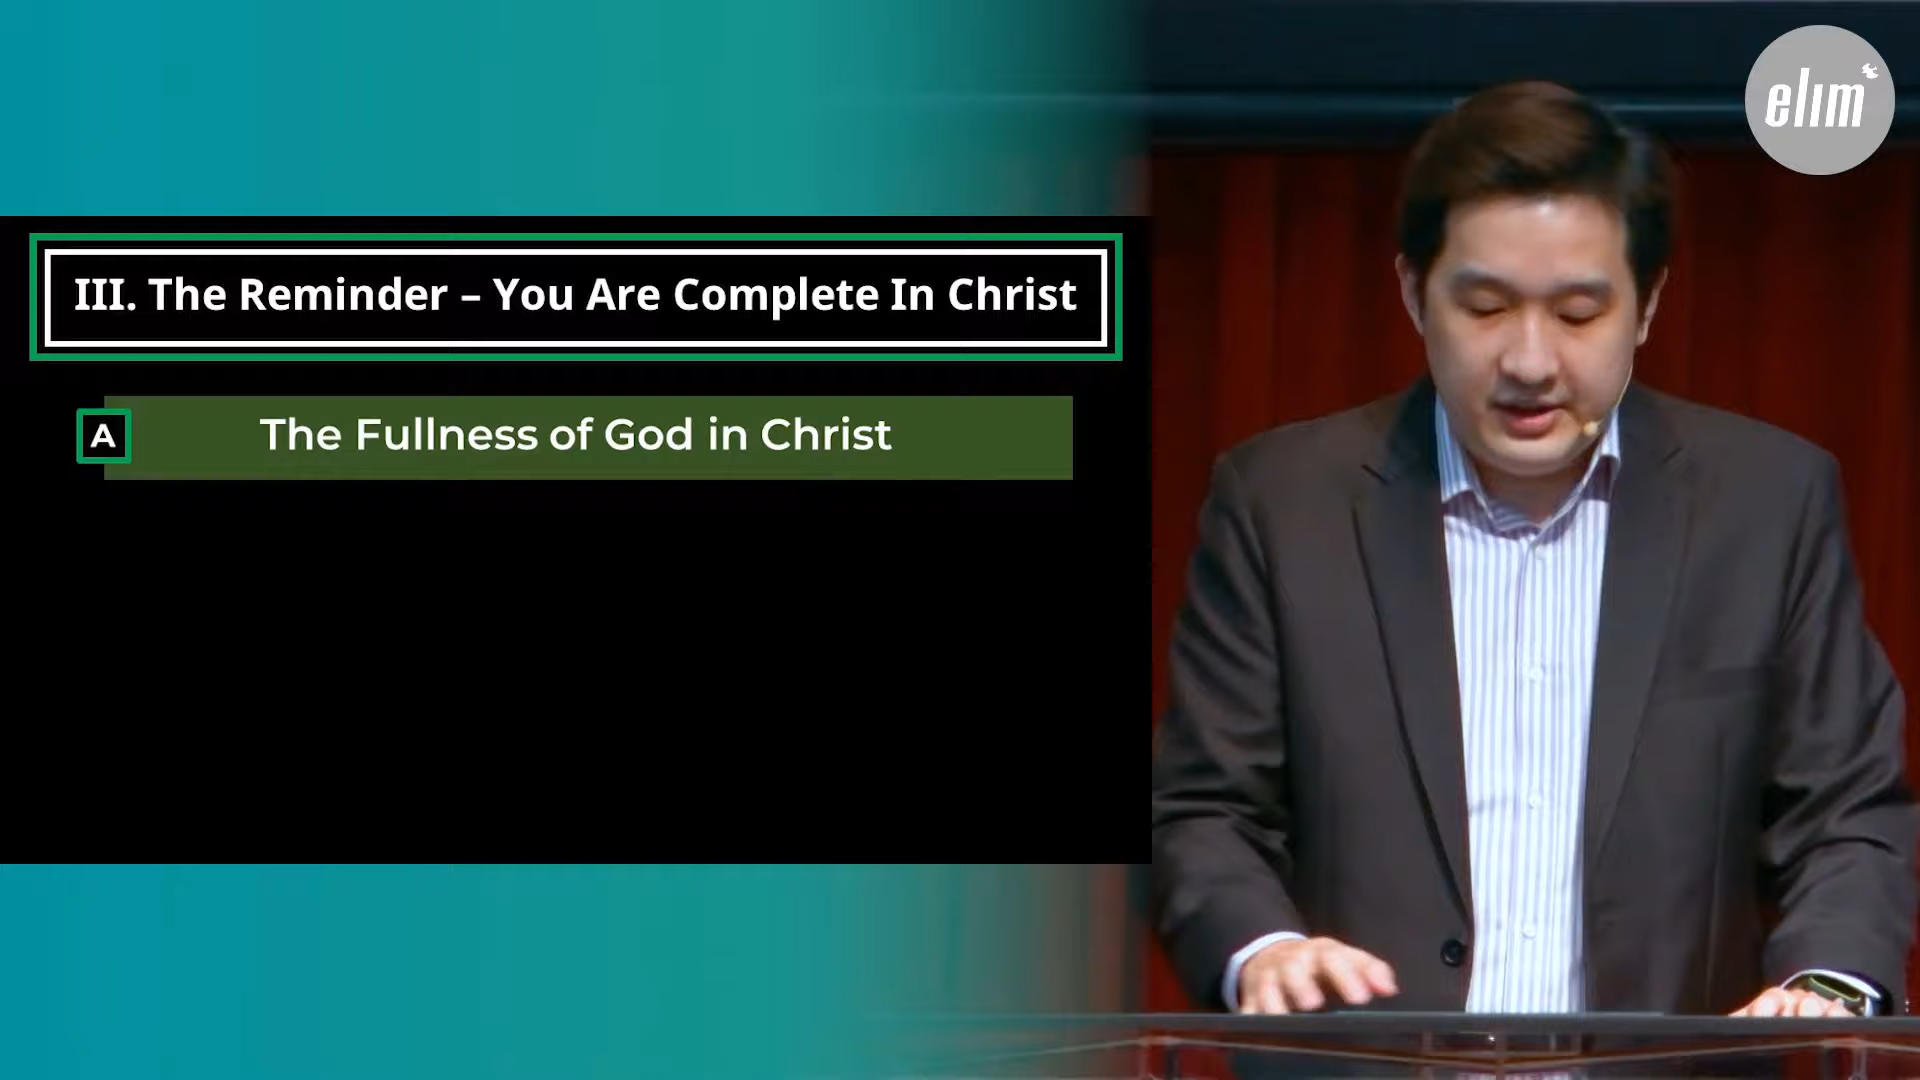 elim
III. The Reminder – You Are Complete In Christ
A The Fullness of God in Christ